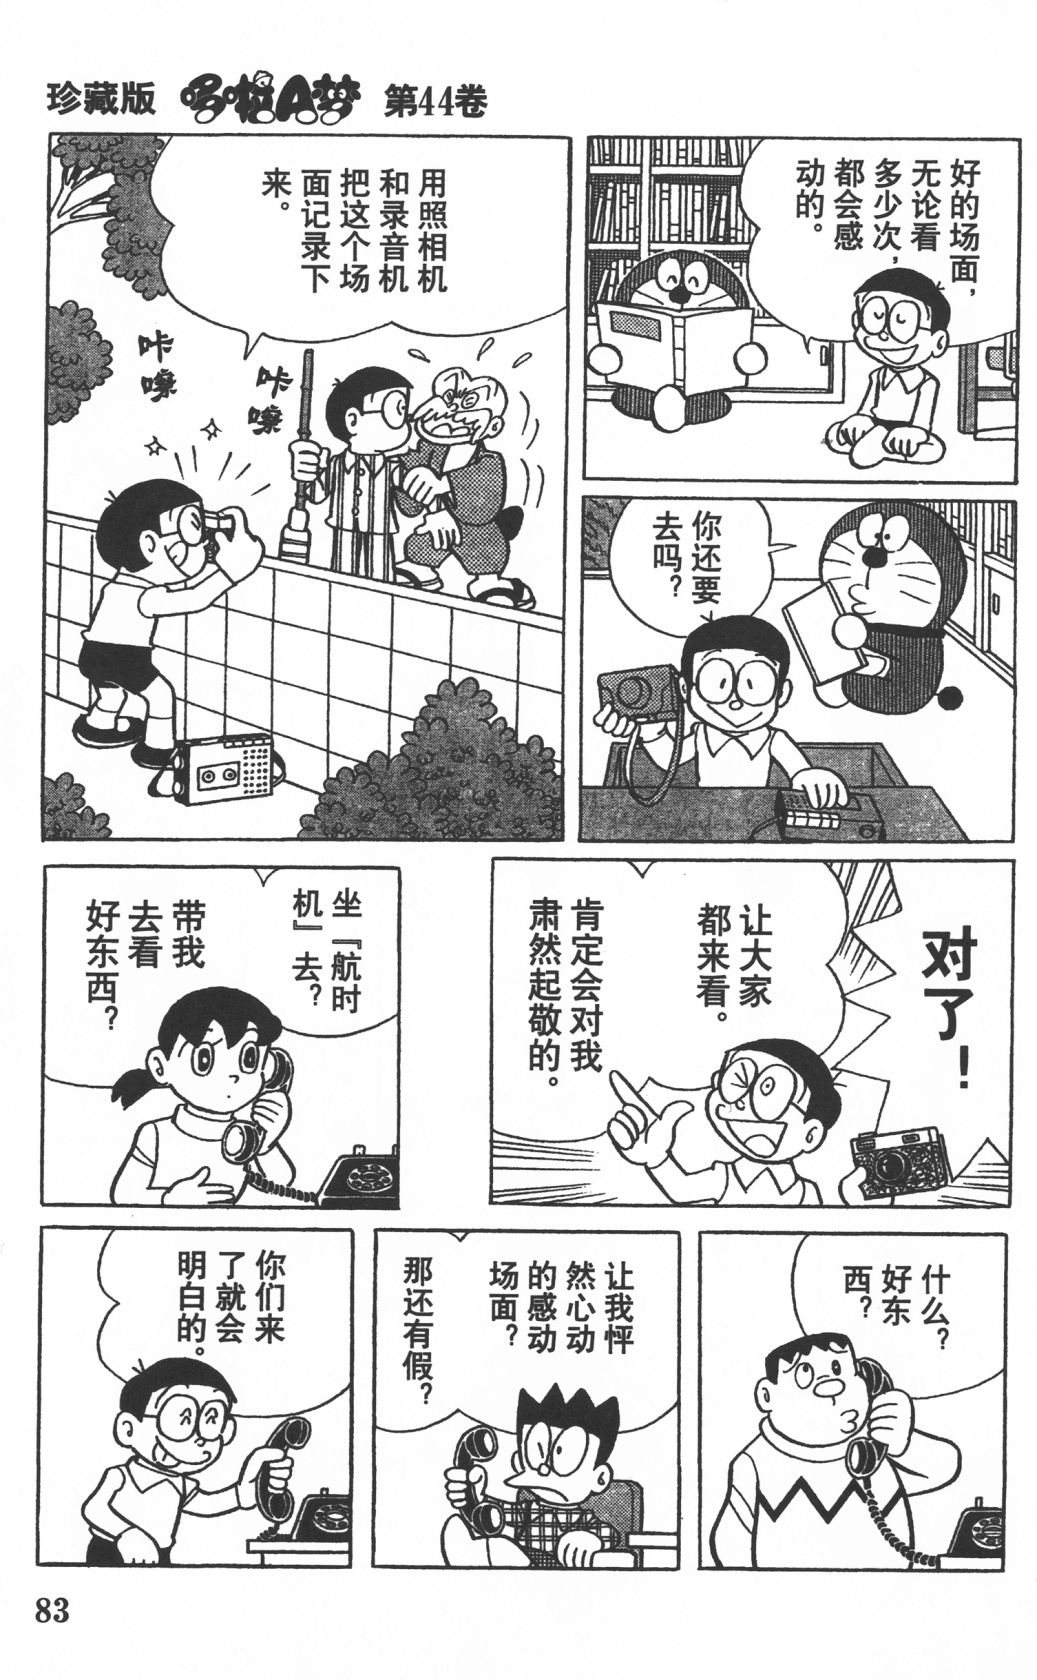 珍藏版 哆啦A梦 第44卷
好的场面，
无论看
多少次，
都会感
动的。
你还要
去吗？
用照相机
和录音机
把这个场
面记录下
来。
咔嚓
咔嚓
对了！
让大家
都来看。
肯定会对我
肃然起敬的。
坐『航时
机』去？
带我
去看
好东西？
什么？
好东
西？
让我怦
然心动
的感动
场面？
那还有假？
你们来
了就会
明白的。
83